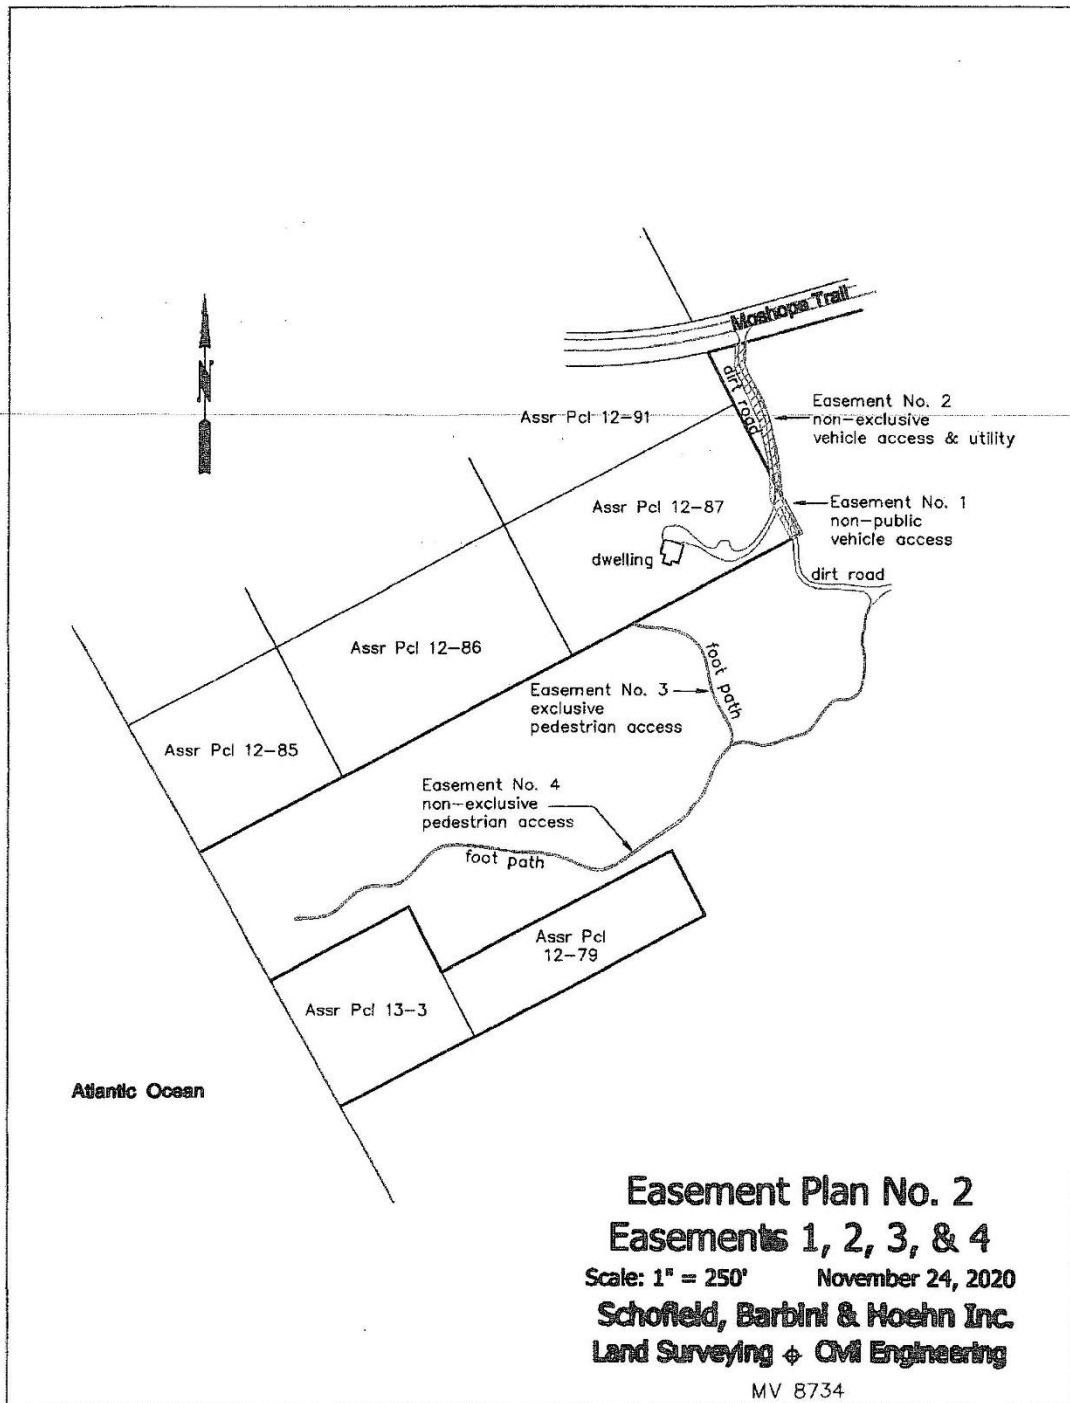 Moshops Trail
dirt road
Easement No. 2
non-exclusive
vehicle access & utility
Assr Pcl 12-91
N
Easement No. 1
non-public
vehicle access
Assr Pcl 12-87
dwelling
dirt road
Assr Pcl 12-86
foot path
Easement No. 3
exclusive
pedestrian access
Assr Pcl 12-85
Easement No. 4
non-exclusive
pedestrian access
foot path
Assr Pcl
12-79
Assr Pcl 13-3
Atlantic Ocean
Easement Plan No. 2
Easements 1, 2, 3, & 4
Scale: 1" = 250' November 24, 2020
Schofield, Barbini & Hoehn Inc.
Land Surveying Civil Engineering
MV 8734